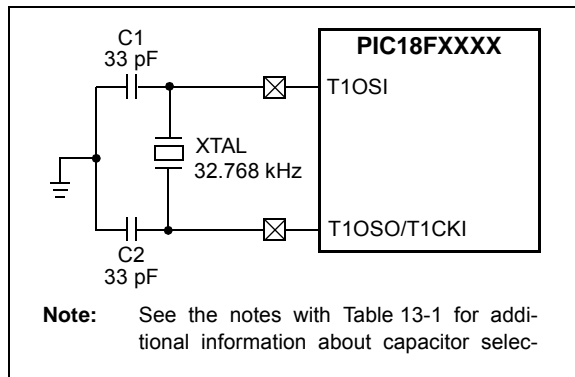 C1
33 pF
PIC18FXXXX
T1OSI
XTAL
32.768 kHz
T1OSO/T1CKI
C2
33 pF
Note: See the notes with Table 13-1 for addi-
tional information about capacitor selec-